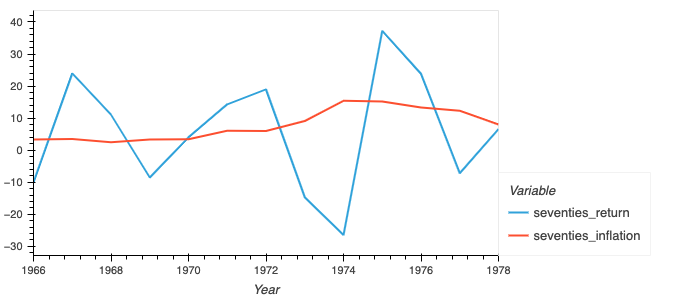 40
30
20
10
0
−10
−20
−30
1966 1968 1970 1972 1974 1976 1978
Year
Variable
seventies_return
seventies_inflation